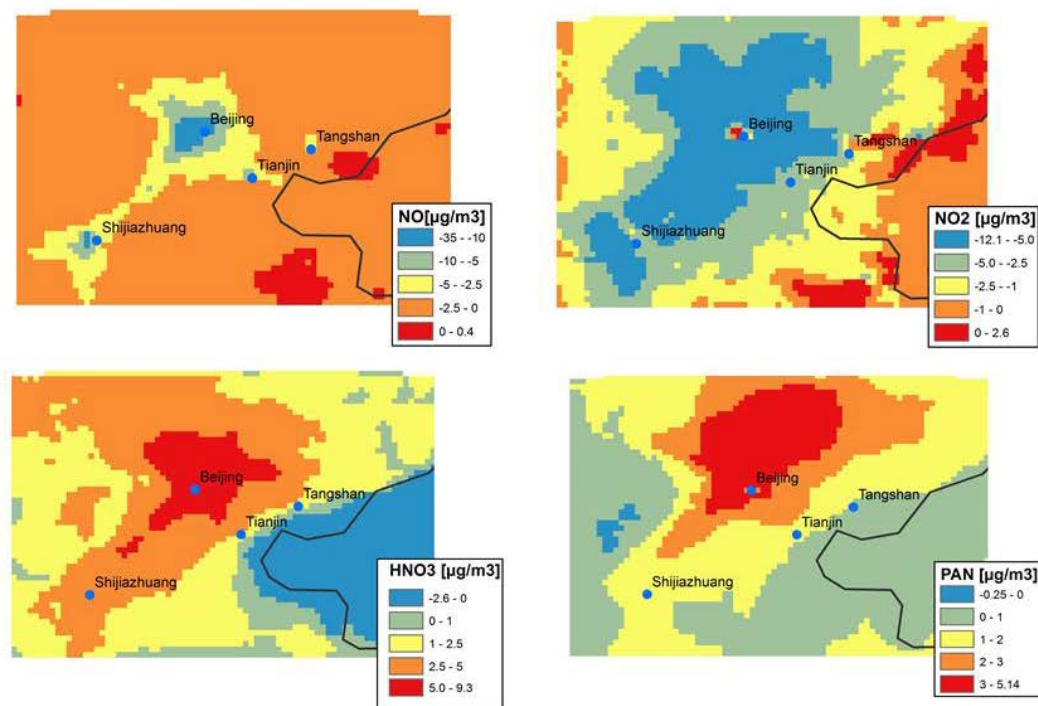 Beijing
Tangshan
Tianjin
Shijiazhuang
NO[µg/m3]
-35 - -10
-10 - -5
-5 - -2.5
-2.5 - 0
0 - 0.4
Beijing
Tangshan
Tianjin
Shijiazhuang
NO2 [µg/m3]
-12.1 - -5.0
-5.0 - -2.5
-2.5 - -1
-1 - 0
0 - 2.6
Beijing
Tangshan
Tianjin
Shijiazhuang
HNO3 [µg/m3]
-2.6 - 0
0 - 1
1 - 2.5
2.5 - 5
5.0 - 9.3
Beijing
Tangshan
Tianjin
Shijiazhuang
PAN [µg/m3]
-0.25 - 0
0 - 1
1 - 2
2 - 3
3 - 5.14